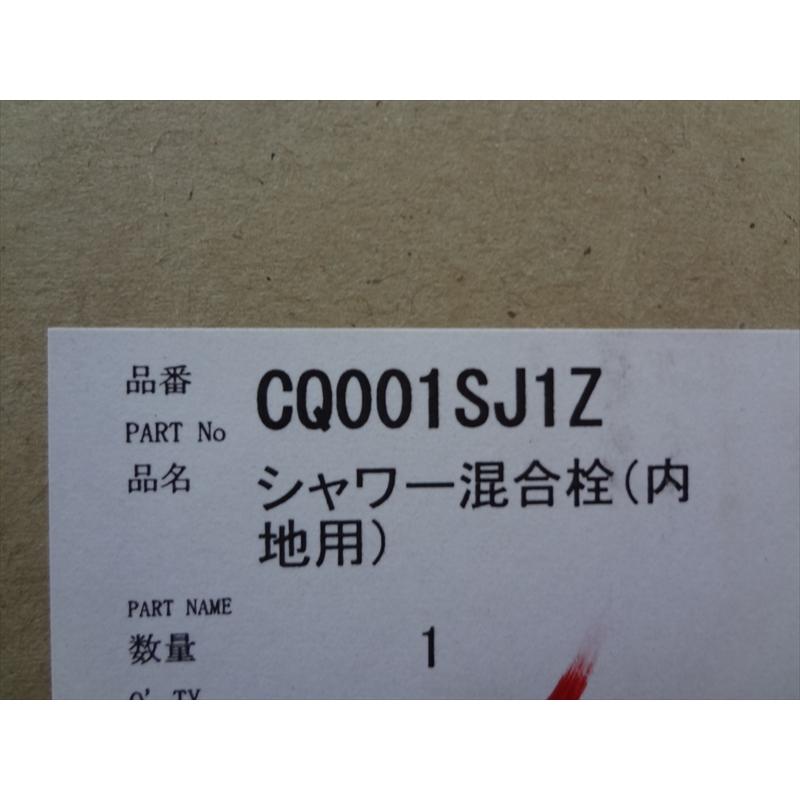 品番 CQ001SJ1Z
PART No
品名 シャワー混合栓(内
地用)
PART NAME
数量 1
Q'TY